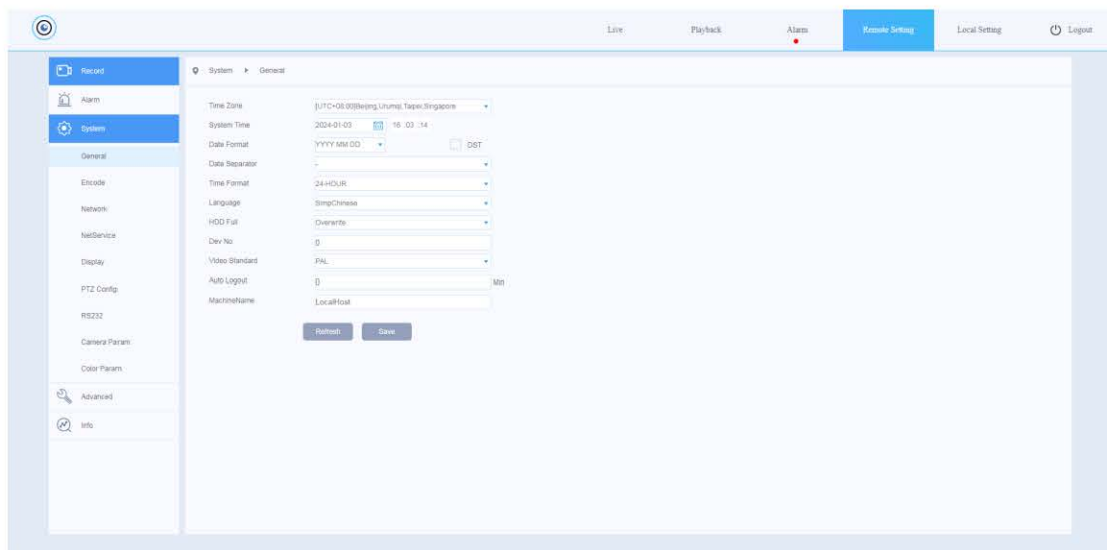 Live Playback Alarm Remote Setting Local Setting Logout
Record
System General
Alarm
System
General
Encode
Network
NetService
Display
PTZ Config
RS232
Camera Param
Color Param
Advanced
Info
Time Zone [UTC+08:00]Beijing,Urumqi,Taipei,Singapore
System Time 2024-01-03 16 :03 :14
Date Format YYYY MM DD DST
Date Separator -
Time Format 24-HOUR
Language SimpChinese
HDD Full Overwrite
Dev No 0
Video Standard PAL
Auto Logout 0 Min
MachineName LocalHost
Refresh Save